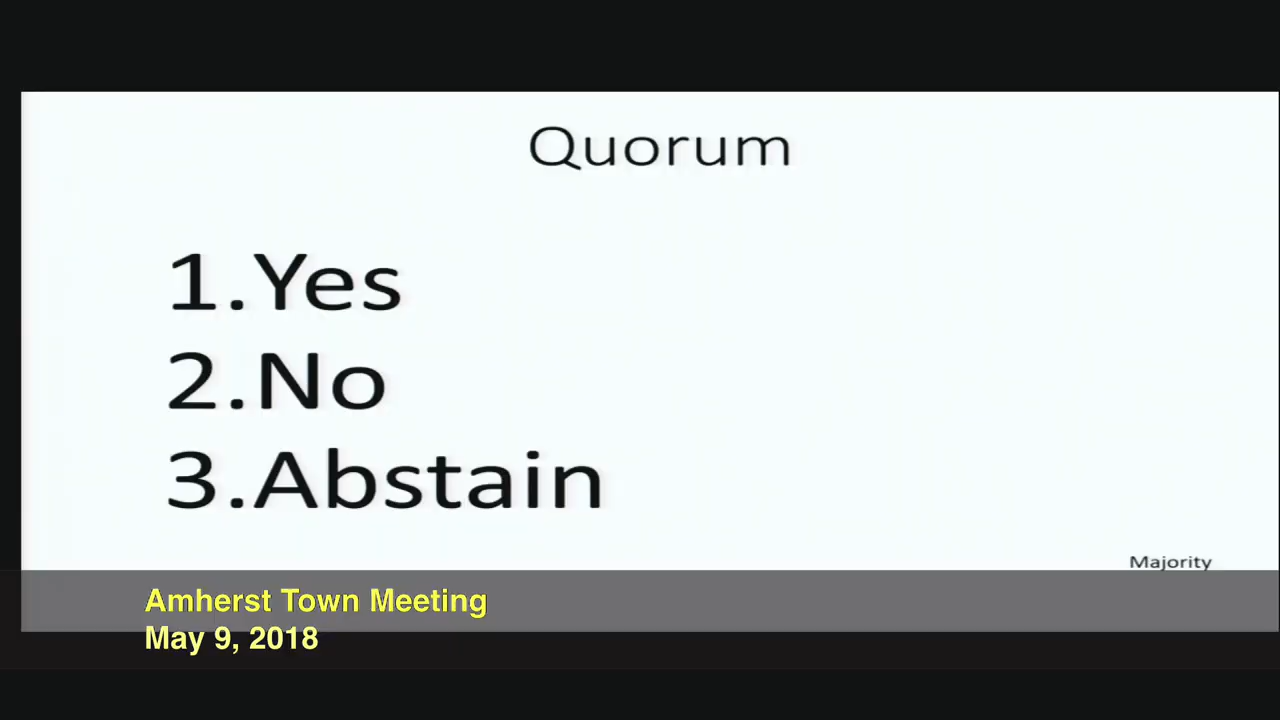 Quorum
1.Yes
2.No
3.Abstain
Majority
Amherst Town Meeting
May 9, 2018